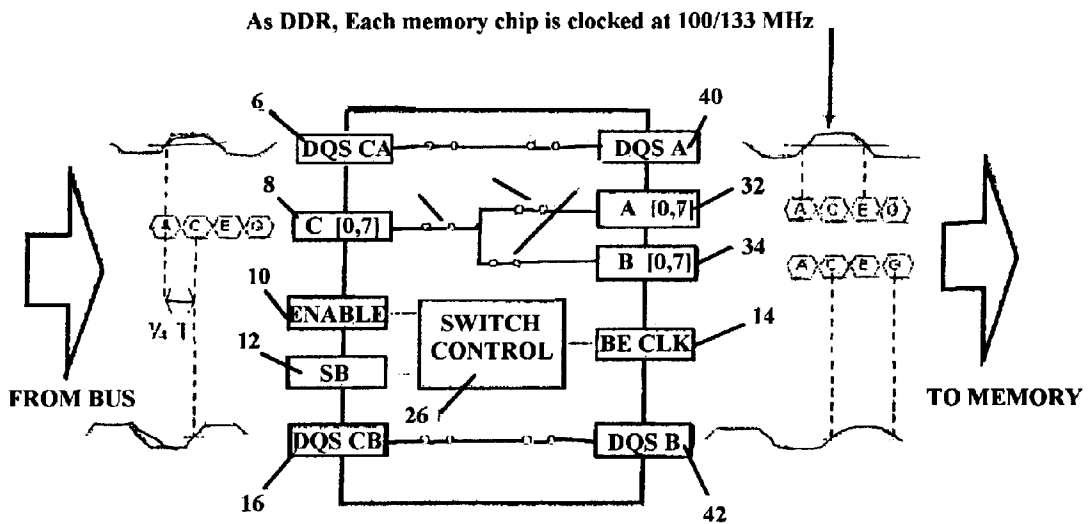 As DDR, Each memory chip is clocked at 100/133 MHz
6
40
DQS CA
DQS A
8
32
A C E G
C [0,7]
A [0,7]
A C E G
34
B [0,7]
A C E G
10
ENABLE
SWITCH CONTROL
14
¼ T
BE CLK
12
SB
FROM BUS
26
TO MEMORY
DQS CB
DQS B
16
42